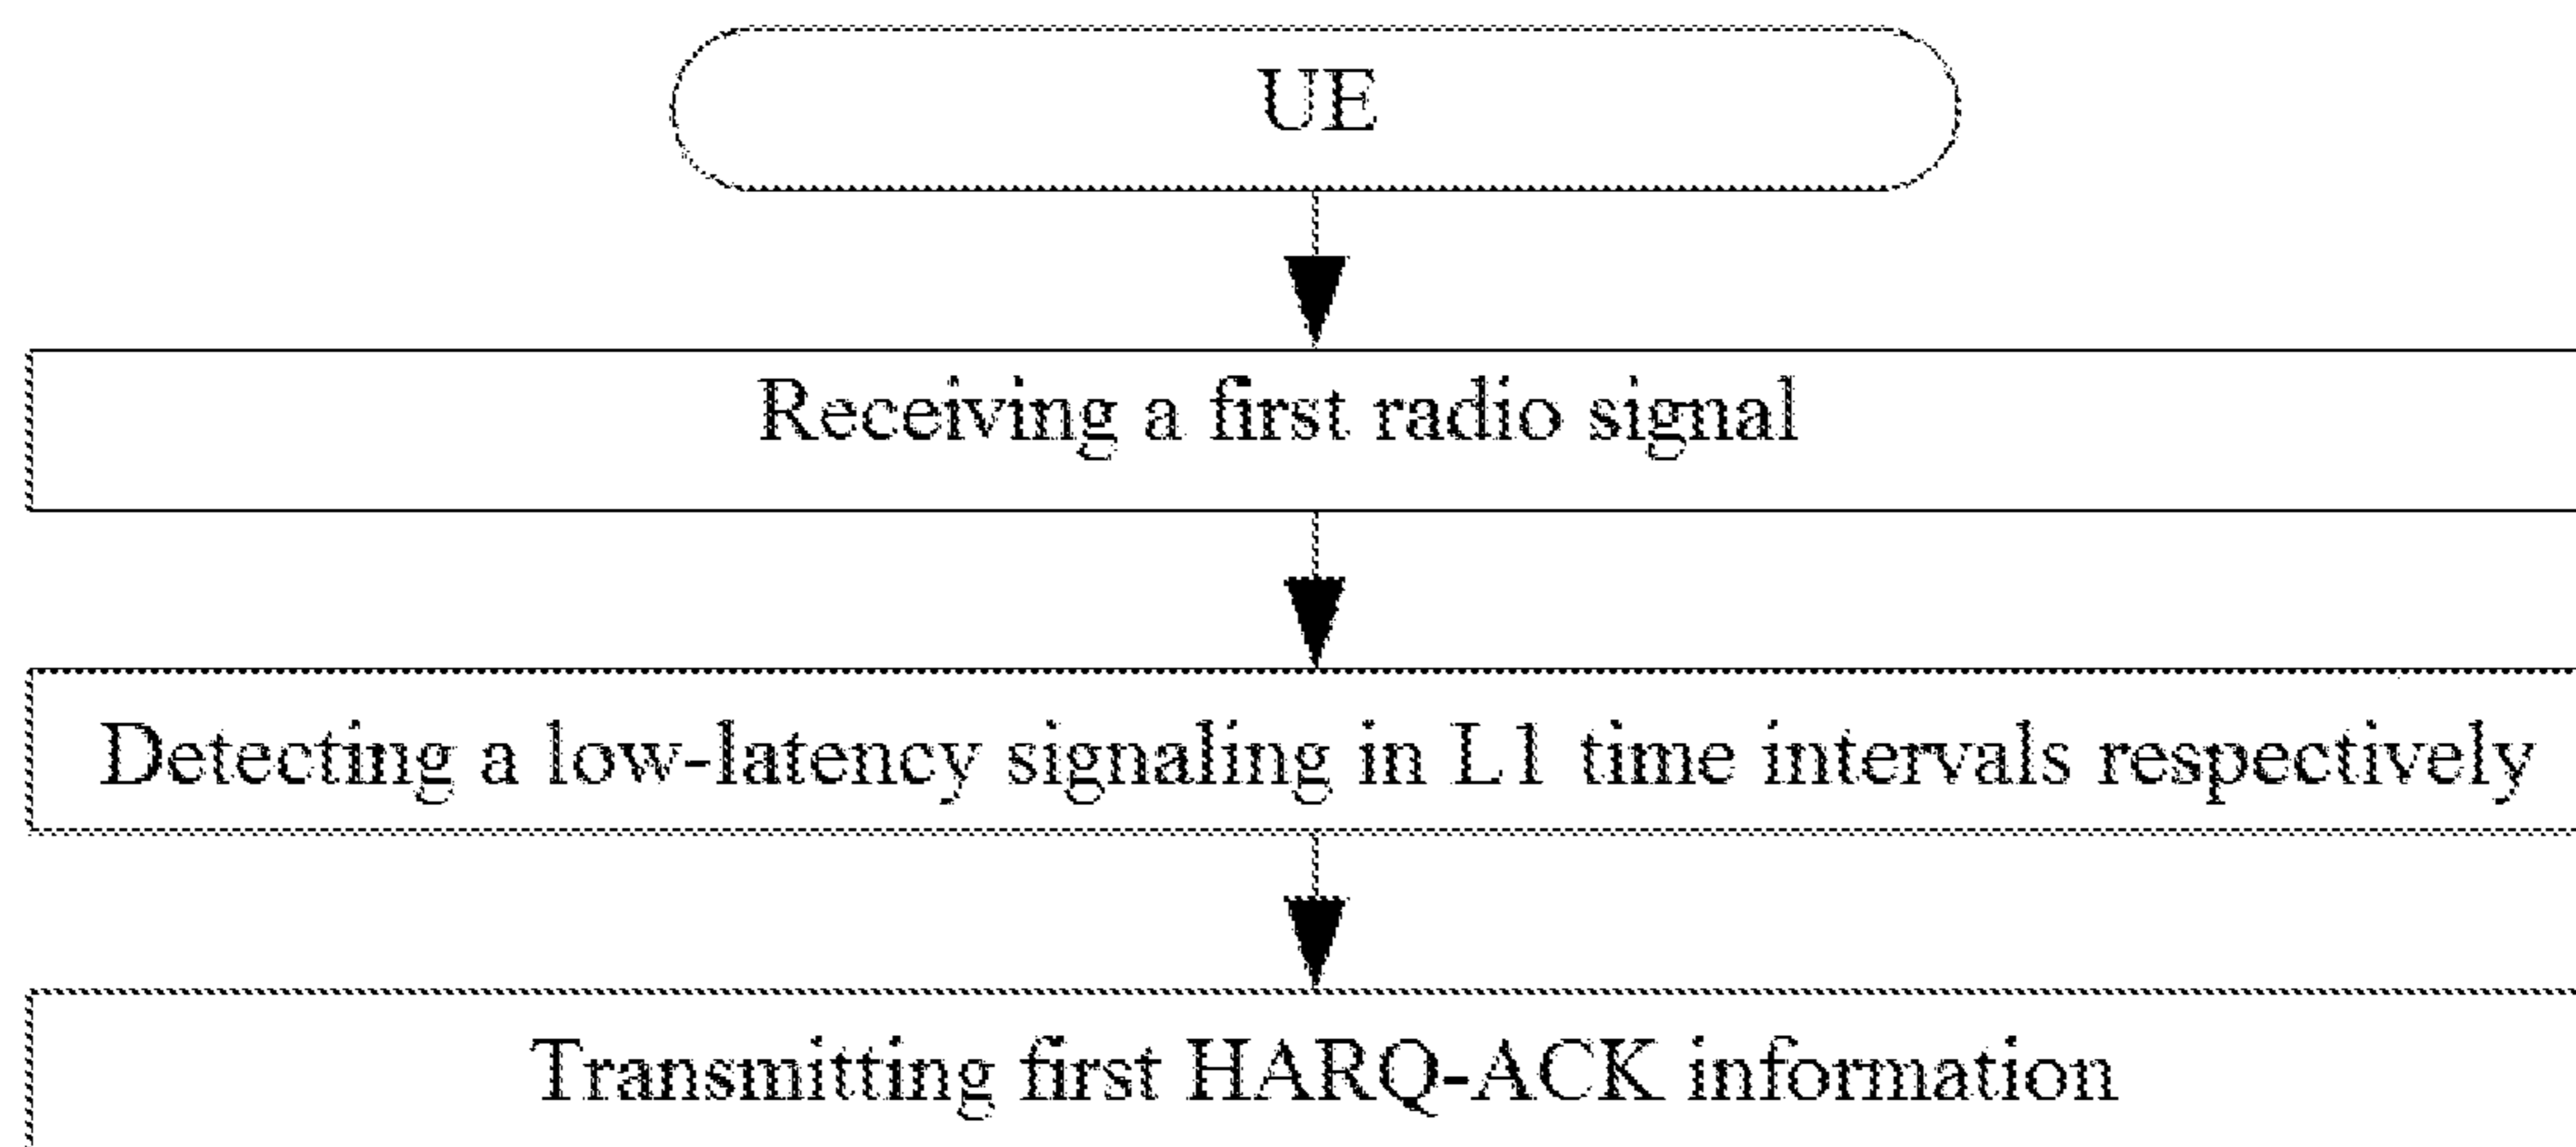 UE
Receiving a first radio signal
Detecting a low-latency signaling in L1 time intervals respectively
Transmitting first HARQ-ACK information